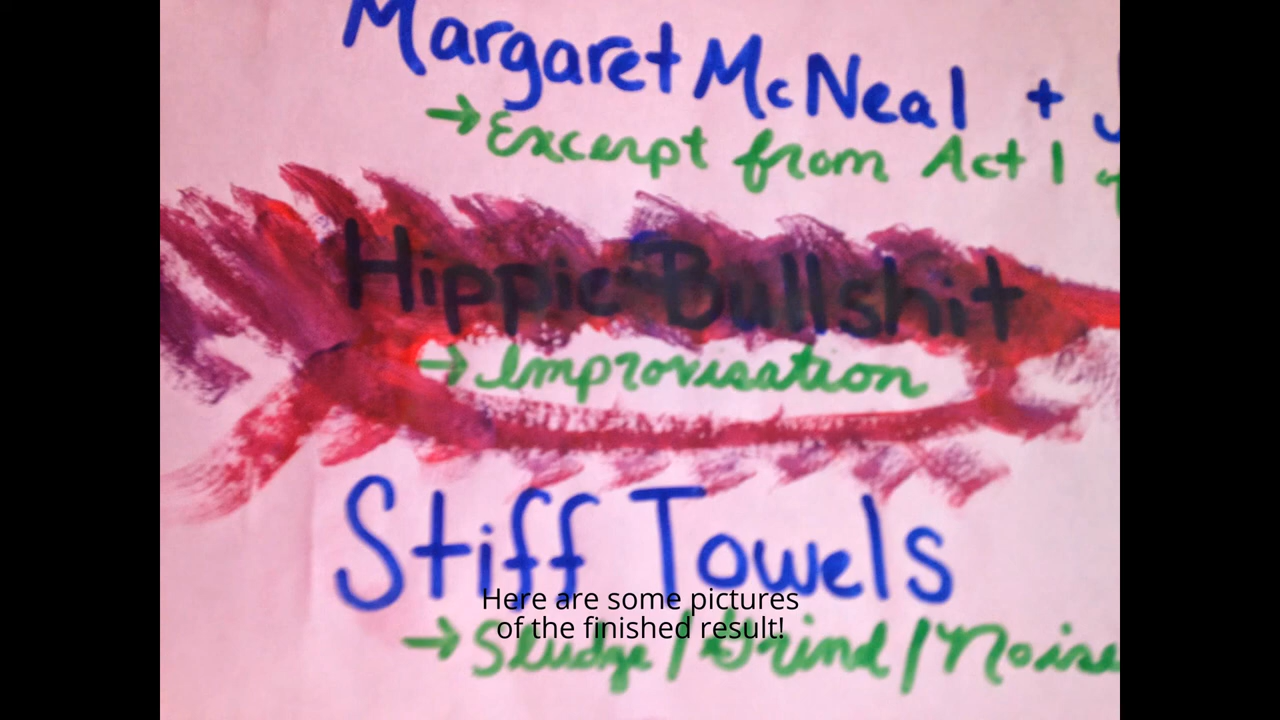 Margaret McNeal +
→ Excerpt from Act 1
Hippie Bullshit
→ Improvisation
Stiff Towels
Here are some pictures
of the finished result!
→ Sludge/Grind/Noise